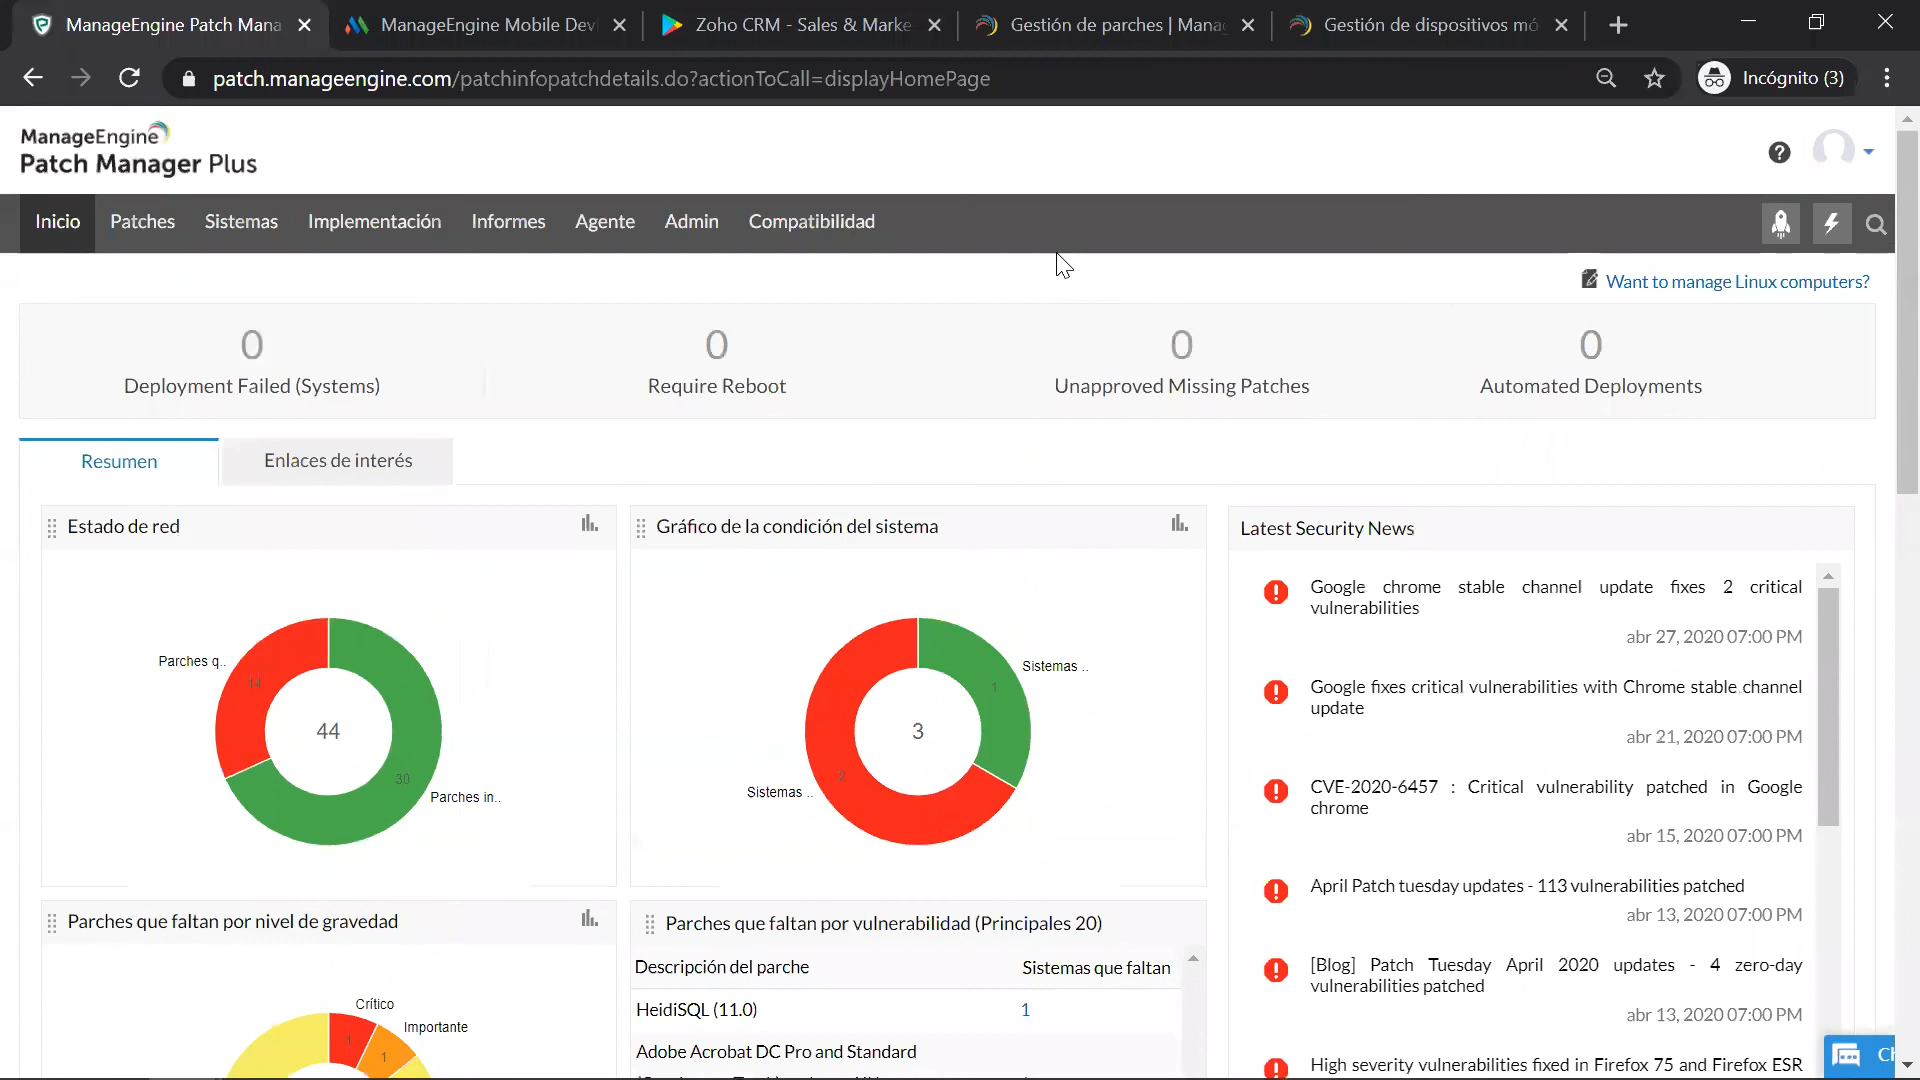 ManageEngine Patch Mana
ManageEngine Mobile Dev
Zoho CRM - Sales & Marke
Gestión de parches | Mana
Gestión de dispositivos mó
patch.manageengine.com/patchinfopatchdetails.do?actionToCall=displayHomePage
Incógnito (3)
ManageEngine
Patch Manager Plus
Inicio Patches Sistemas Implementación Informes Agente Admin Compatibilidad
Want to manage Linux computers?
0 0 0 0
Deployment Failed (Systems) Require Reboot Unapproved Missing Patches Automated Deployments
Resumen Enlaces de interés
Estado de red
Parches q..
14
44
30
Parches in..
Gráfico de la condición del sistema
Sistemas ..
1
3
2
Sistemas ..
Latest Security News
Google chrome stable channel update fixes 2 critical
vulnerabilities
abr 27, 2020 07:00 PM
Google fixes critical vulnerabilities with Chrome stable channel
update
abr 21, 2020 07:00 PM
CVE-2020-6457 : Critical vulnerability patched in Google
chrome
abr 15, 2020 07:00 PM
April Patch tuesday updates - 113 vulnerabilities patched
abr 13, 2020 07:00 PM
[Blog] Patch Tuesday April 2020 updates - 4 zero-day
vulnerabilities patched
abr 13, 2020 07:00 PM
High severity vulnerabilities fixed in Firefox 75 and Firefox ESR
Parches que faltan por nivel de gravedad
Crítico
Importante
1
1
Parches que faltan por vulnerabilidad (Principales 20)
Descripción del parche Sistemas que faltan
HeidiSQL (11.0) 1
Adobe Acrobat DC Pro and Standard